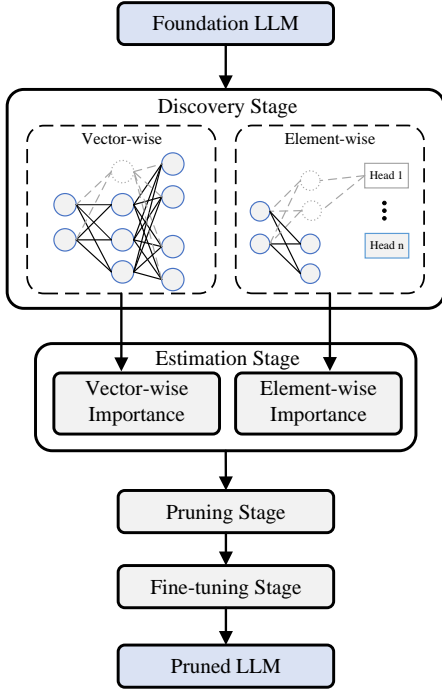 Foundation LLM
Discovery Stage
Vector-wise
Element-wise
Head 1
Head n
Estimation Stage
Vector-wise
Importance
Element-wise
Importance
Pruning Stage
Fine-tuning Stage
Pruned LLM